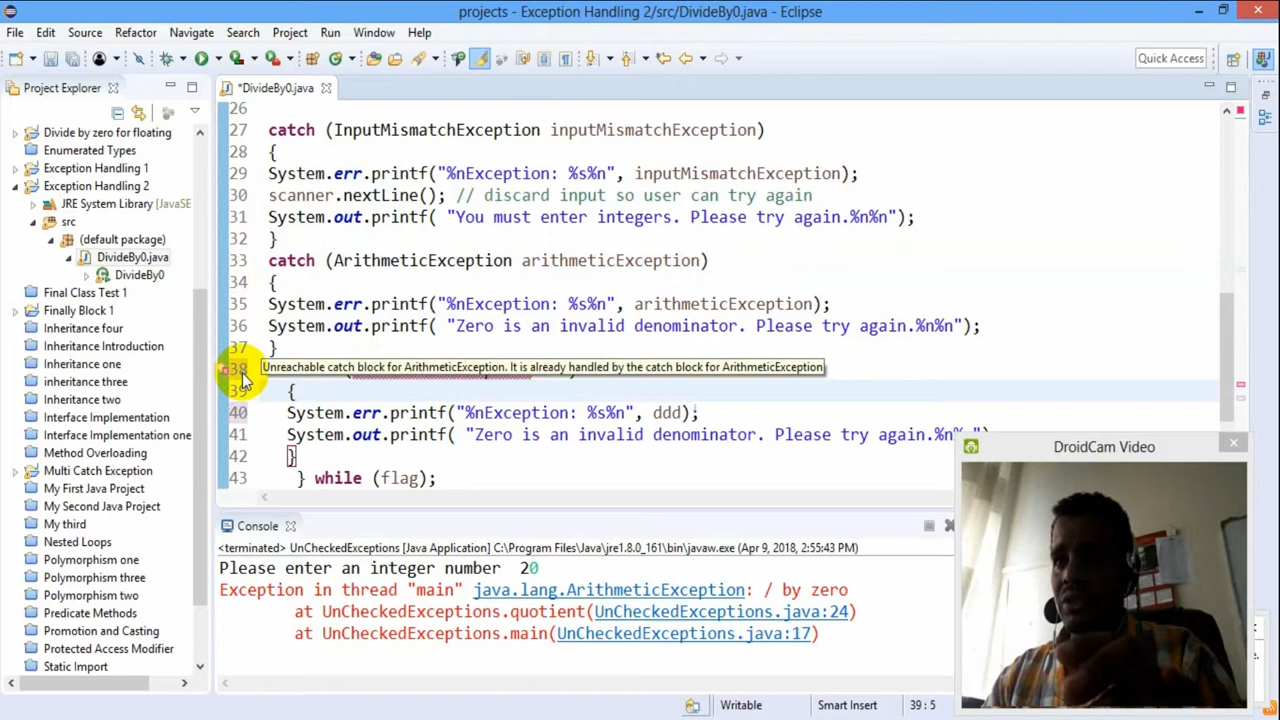 projects - Exception Handling 2/src/DivideBy0.java - Eclipse
File Edit Source Refactor Navigate Search Project Run Window Help
Quick Access
Project Explorer
*DivideBy0.java
Divide by zero for floating
Enumerated Types
Exception Handling 1
Exception Handling 2
JRE System Library [JavaSE
src
(default package)
DivideBy0.java
DivideBy0
Final Class Test 1
Finally Block 1
Inheritance four
Inheritance Introduction
Inheritance one
inheritance three
Inheritance two
Interface Implementation
Interface Implementation one
Method Overloading
Multi Catch Exception
My First Java Project
My Second Java Project
My third
Nested Loops
Polymorphism one
Polymorphism three
Polymorphism two
Predicate Methods
Promotion and Casting
Protected Access Modifier
Static Import
26
27 catch (InputMismatchException inputMismatchException)
28 {
29 System.err.printf("%nException: %s%n", inputMismatchException);
30 scanner.nextLine(); // discard input so user can try again
31 System.out.printf( "You must enter integers. Please try again.%n%n");
32 }
33 catch (ArithmeticException arithmeticException)
34 {
35 System.err.printf("%nException: %s%n", arithmeticException);
36 System.out.printf( "Zero is an invalid denominator. Please try again.%n%n");
37 }
38
Unreachable catch block for ArithmeticException. It is already handled by the catch block for ArithmeticException
39 {
40 System.err.printf("%nException: %s%n", ddd);
41 System.out.printf( "Zero is an invalid denominator. Please try again.%n%n")
42 }
43 } while (flag);
Console
<terminated> UnCheckedExceptions [Java Application] C:\Program Files\Java\jre1.8.0_161\bin\javaw.exe (Apr 9, 2018, 2:55:43 PM)
Please enter an integer number 20
Exception in thread "main" java.lang.ArithmeticException: / by zero
at UnCheckedExceptions.quotient(UnCheckedExceptions.java:24)
at UnCheckedExceptions.main(UnCheckedExceptions.java:17)
DroidCam Video
Writable Smart Insert 39 : 5